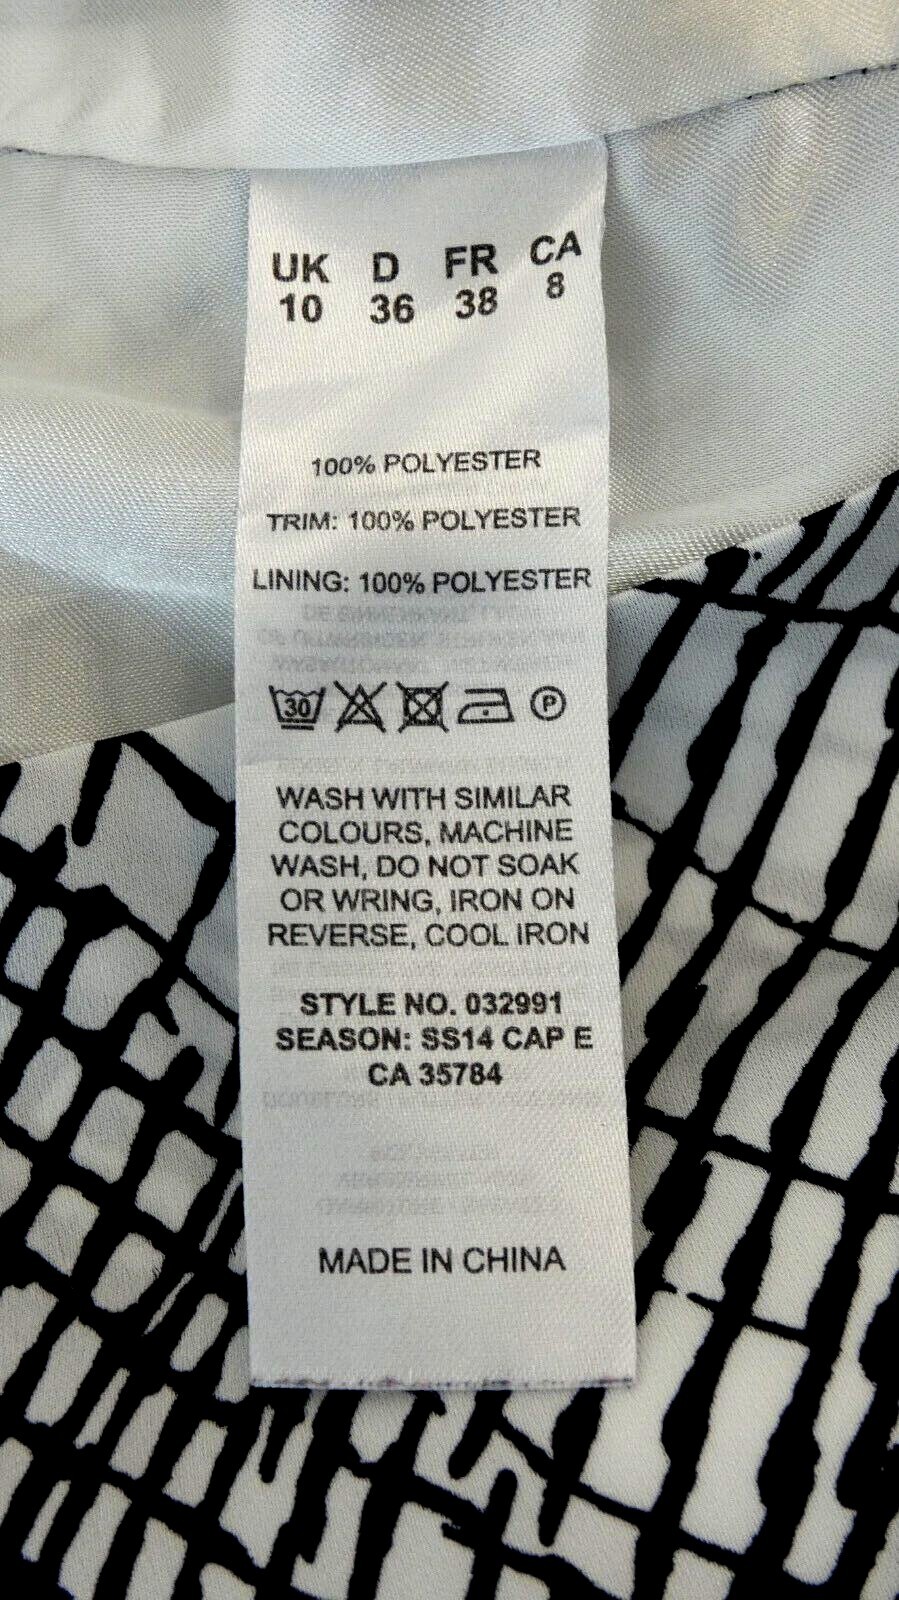 UK D FR CA
10 36 38 8
100% POLYESTER
TRIM: 100% POLYESTER
LINING: 100% POLYESTER
30 P
WASH WITH SIMILAR
COLOURS, MACHINE
WASH, DO NOT SOAK
OR WRING, IRON ON
REVERSE, COOL IRON
STYLE NO. 032991
SEASON: SS14 CAP E
CA 35784
MADE IN CHINA